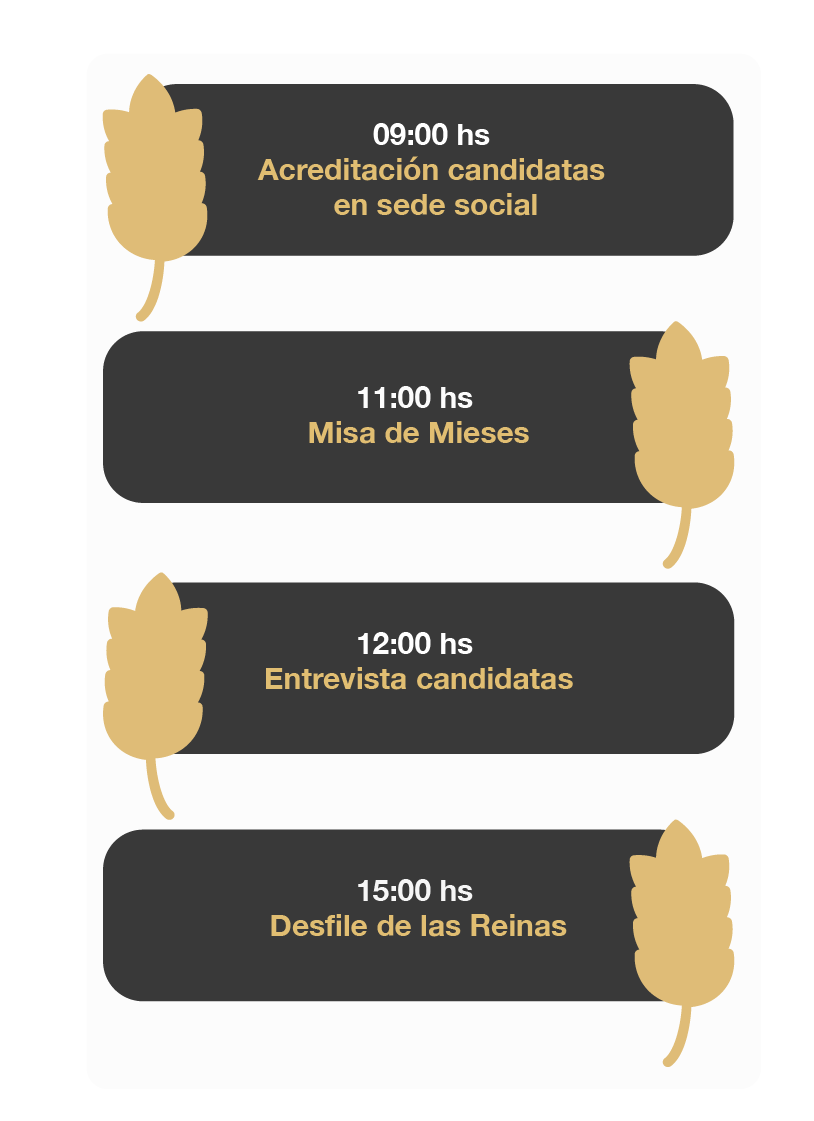 09:00 hs
Acreditación candidatas
en sede social
11:00 hs
Misa de Mieses
12:00 hs
Entrevista candidatas
15:00 hs
Desfile de las Reinas